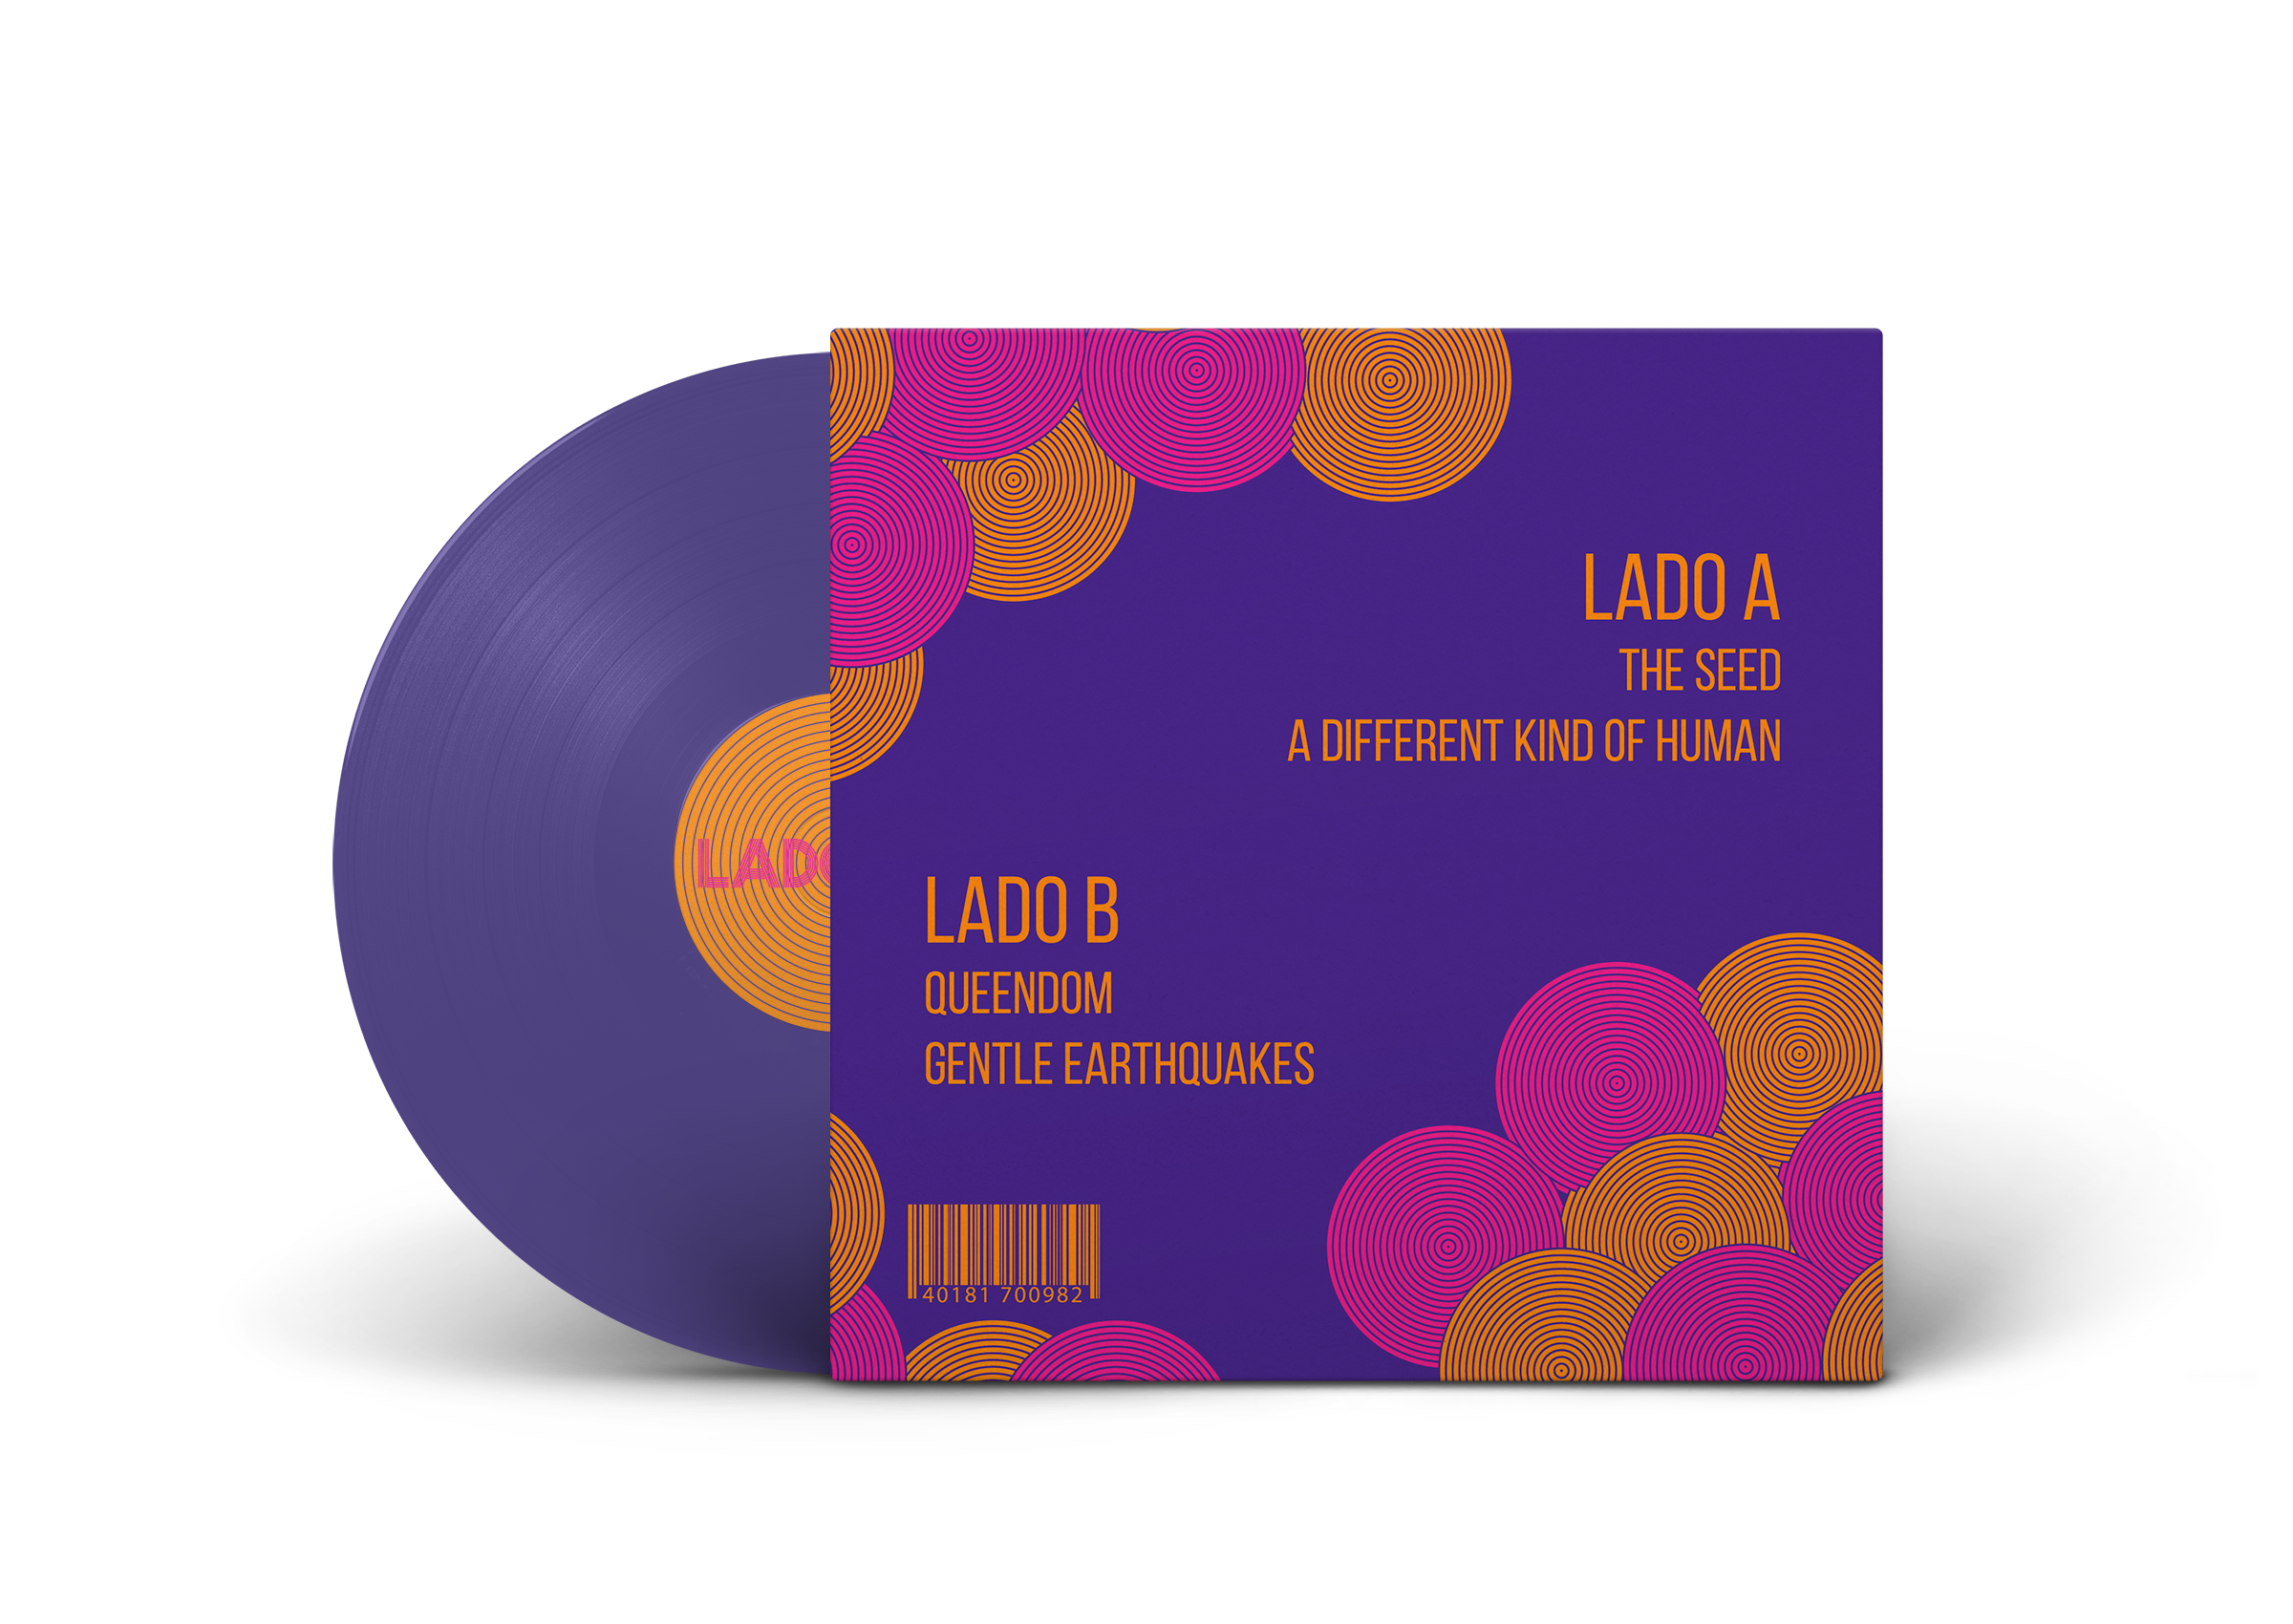 LADO A
THE SEED
A DIFFERENT KIND OF HUMAN
LADO B
QUEENDOM
GENTLE EARTHQUAKES
40181 700982